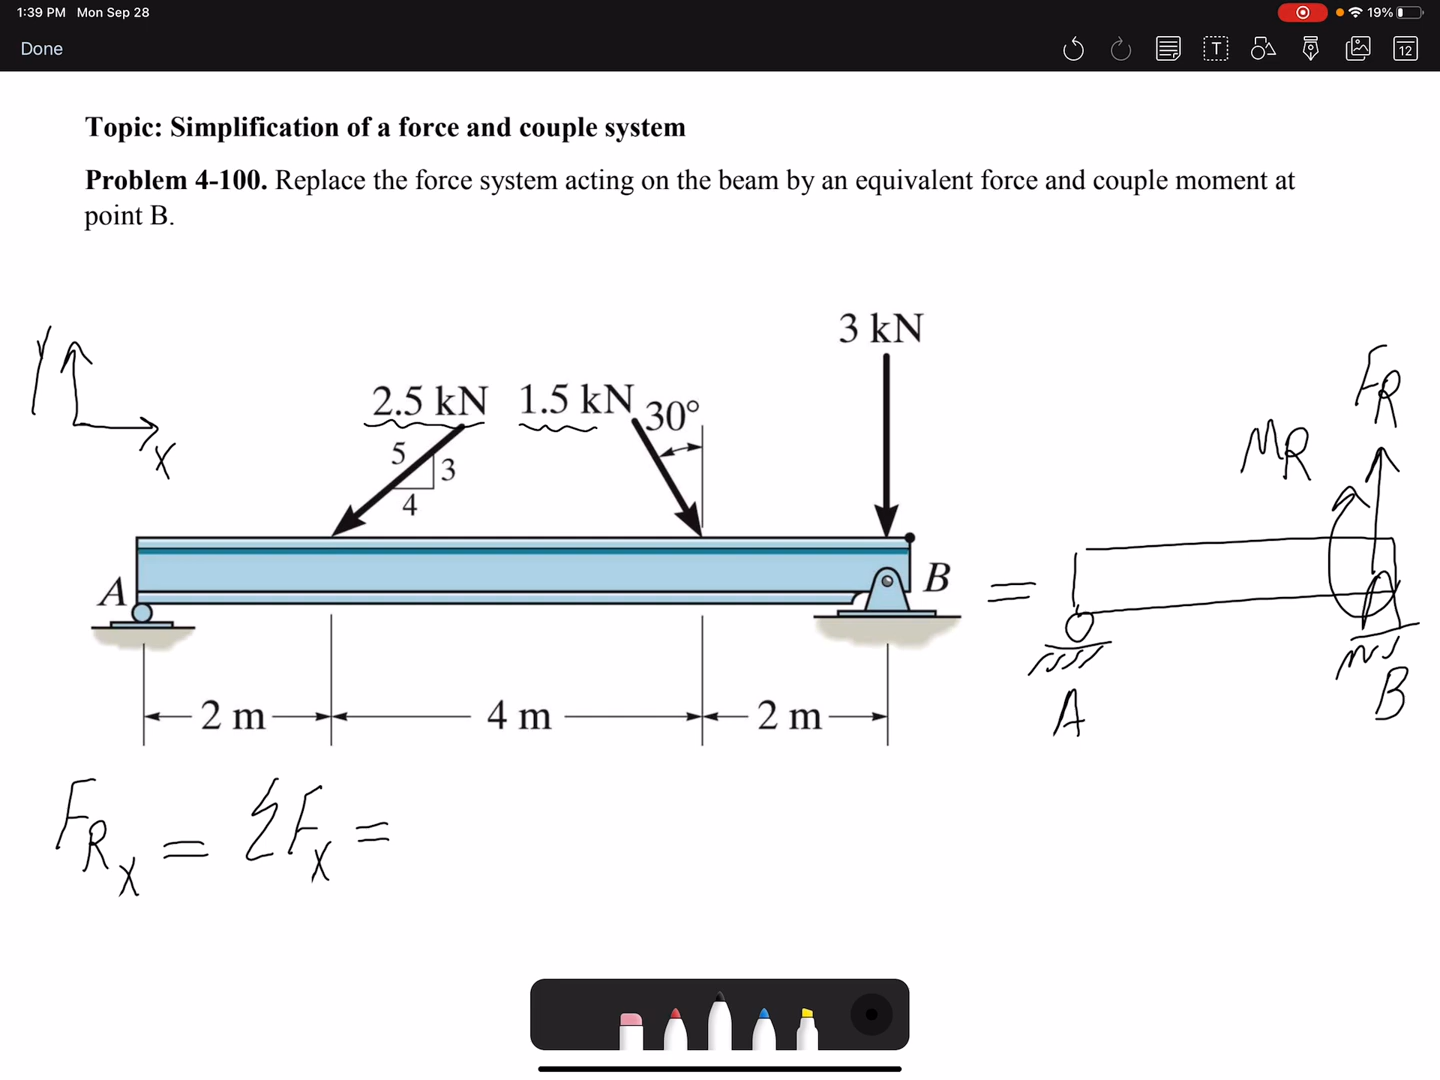 1:39 PM Mon Sep 28
19%
Done
T
12
Topic: Simplification of a force and couple system
Problem 4-100. Replace the force system acting on the beam by an equivalent force and couple moment at
point B.
3 kN
2.5 kN 1.5 kN 30°
5
3
4
Y
X
FR
MR
A
B
=
A
B
2 m
4 m
2 m
FRx = ΣFx =